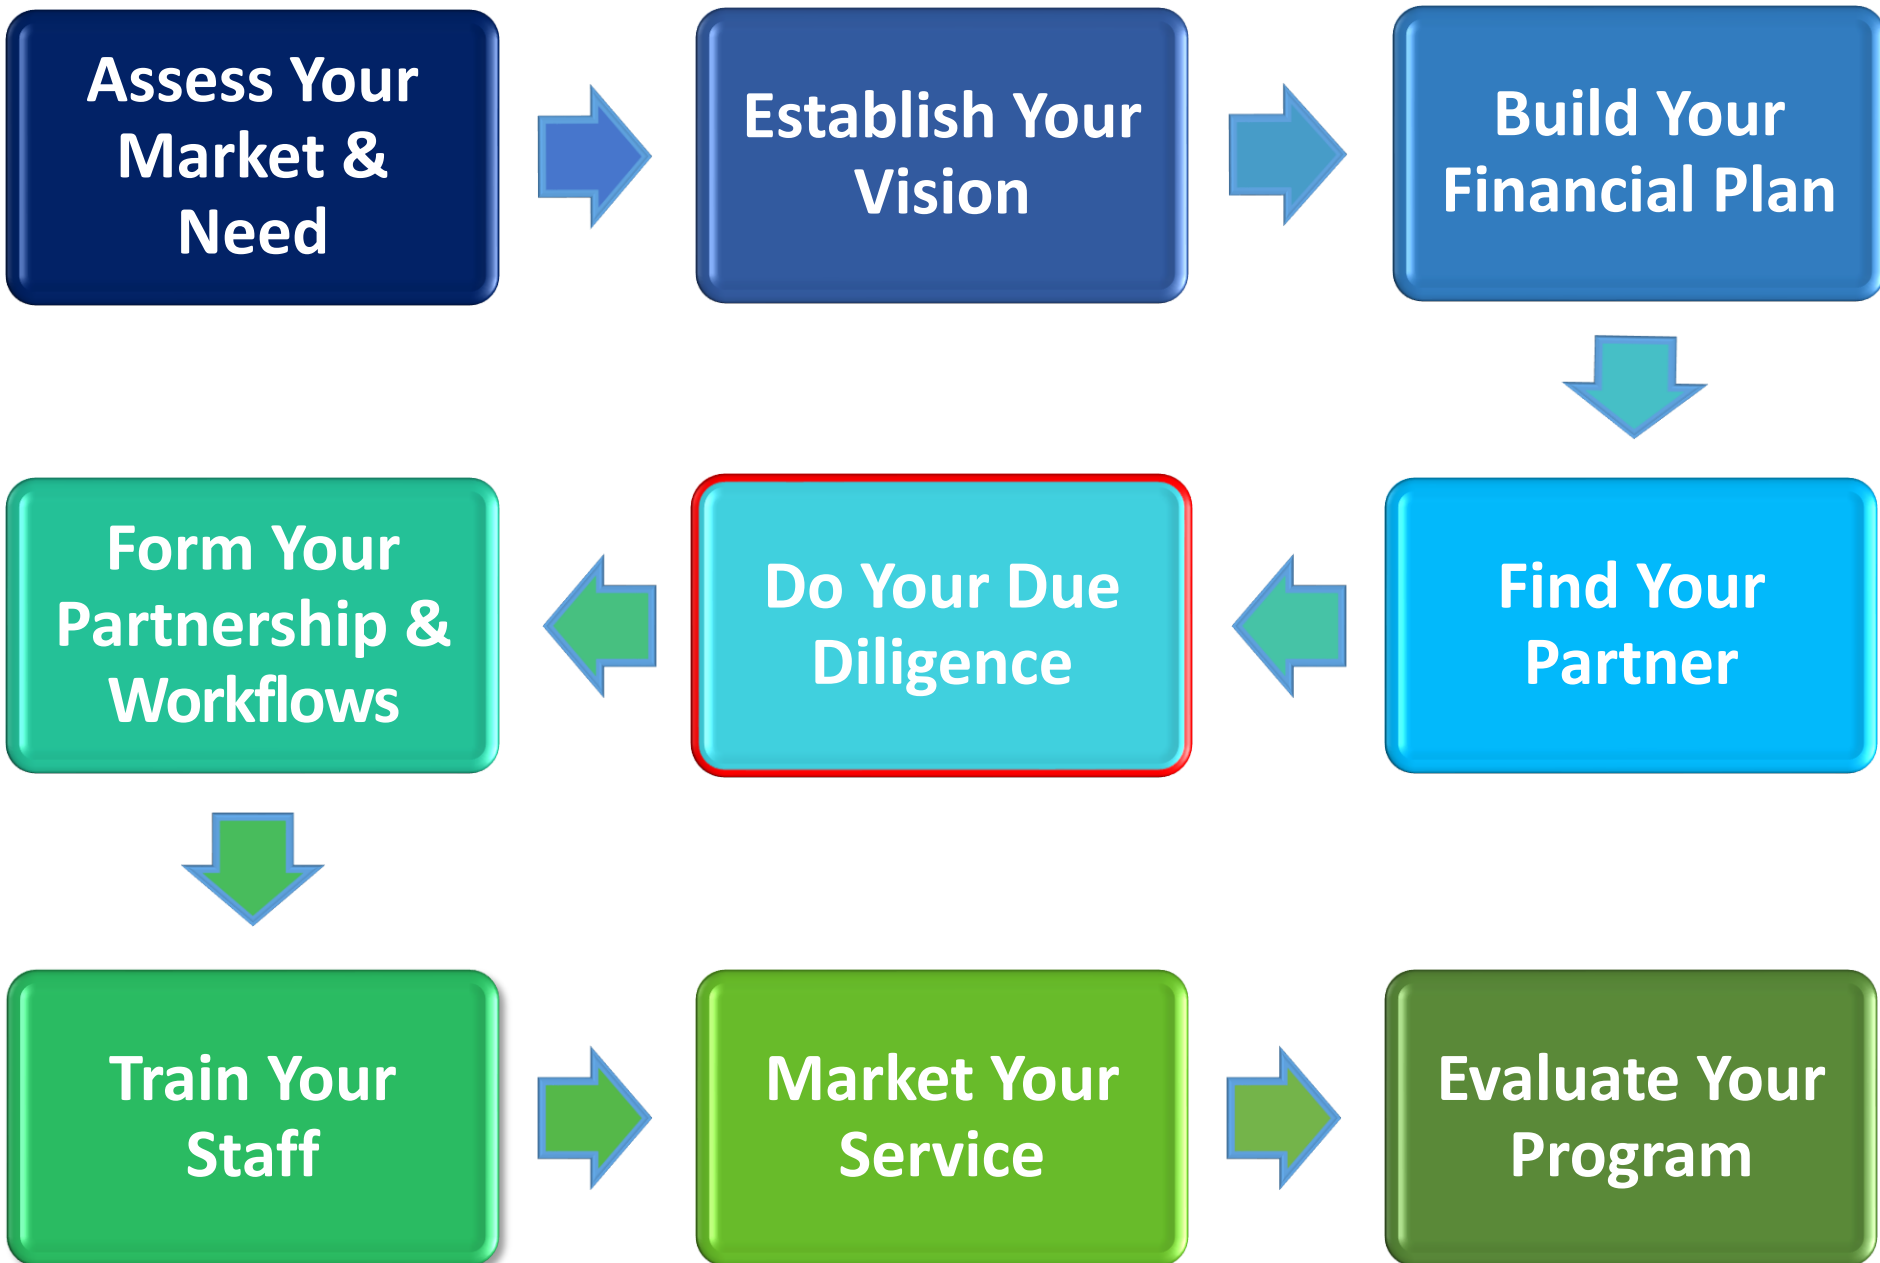 Assess Your
Market &
Need
Establish Your
Vision
Build Your
Financial Plan
Find Your
Partner
Do Your Due
Diligence
Form Your
Partnership &
Workflows
Train Your
Staff
Market Your
Service
Evaluate Your
Program